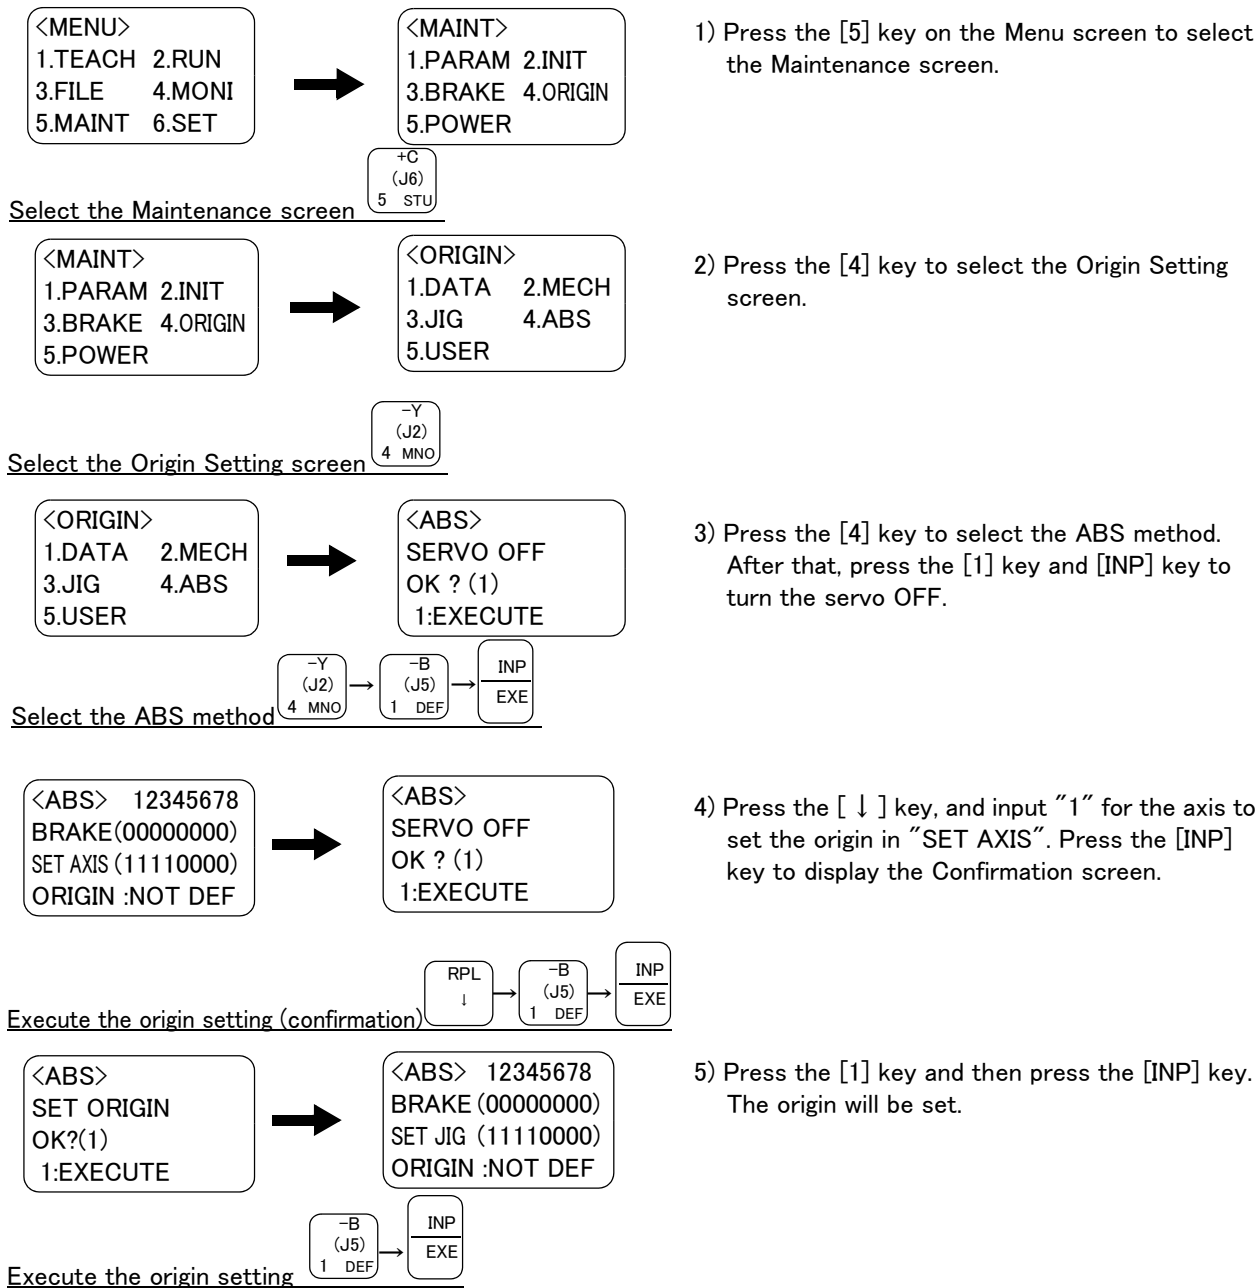 <MENU>
1.TEACH 2.RUN
3.FILE 4.MONI
5.MAINT 6.SET
<MAINT>
1.PARAM 2.INIT
3.BRAKE 4.ORIGIN
5.POWER
1) Press the [5] key on the Menu screen to select
the Maintenance screen.
+C
(J6)
5 STU
Select the Maintenance screen
<MAINT>
1.PARAM 2.INIT
3.BRAKE 4.ORIGIN
5.POWER
<ORIGIN>
1.DATA 2.MECH
3.JIG 4.ABS
5.USER
2) Press the [4] key to select the Origin Setting
screen.
-Y
(J2)
4 MNO
Select the Origin Setting screen
<ORIGIN>
1.DATA 2.MECH
3.JIG 4.ABS
5.USER
<ABS>
SERVO OFF
OK ? (1)
1:EXECUTE
3) Press the [4] key to select the ABS method.
After that, press the [1] key and [INP] key to
turn the servo OFF.
-Y
(J2)
4 MNO
→
-B
(J5)
1 DEF
→
INP
EXE
Select the ABS method
<ABS> 12345678
BRAKE(00000000)
SET AXIS (11110000)
ORIGIN :NOT DEF
<ABS>
SERVO OFF
OK ? (1)
1:EXECUTE
4) Press the [ ↓ ] key, and input "1" for the axis to
set the origin in "SET AXIS". Press the [INP]
key to display the Confirmation screen.
RPL
↓
→
-B
(J5)
1 DEF
→
INP
EXE
Execute the origin setting (confirmation)
<ABS>
SET ORIGIN
OK?(1)
1:EXECUTE
<ABS> 12345678
BRAKE (00000000)
SET JIG (11110000)
ORIGIN :NOT DEF
5) Press the [1] key and then press the [INP] key.
The origin will be set.
-B
(J5)
1 DEF
→
INP
EXE
Execute the origin setting